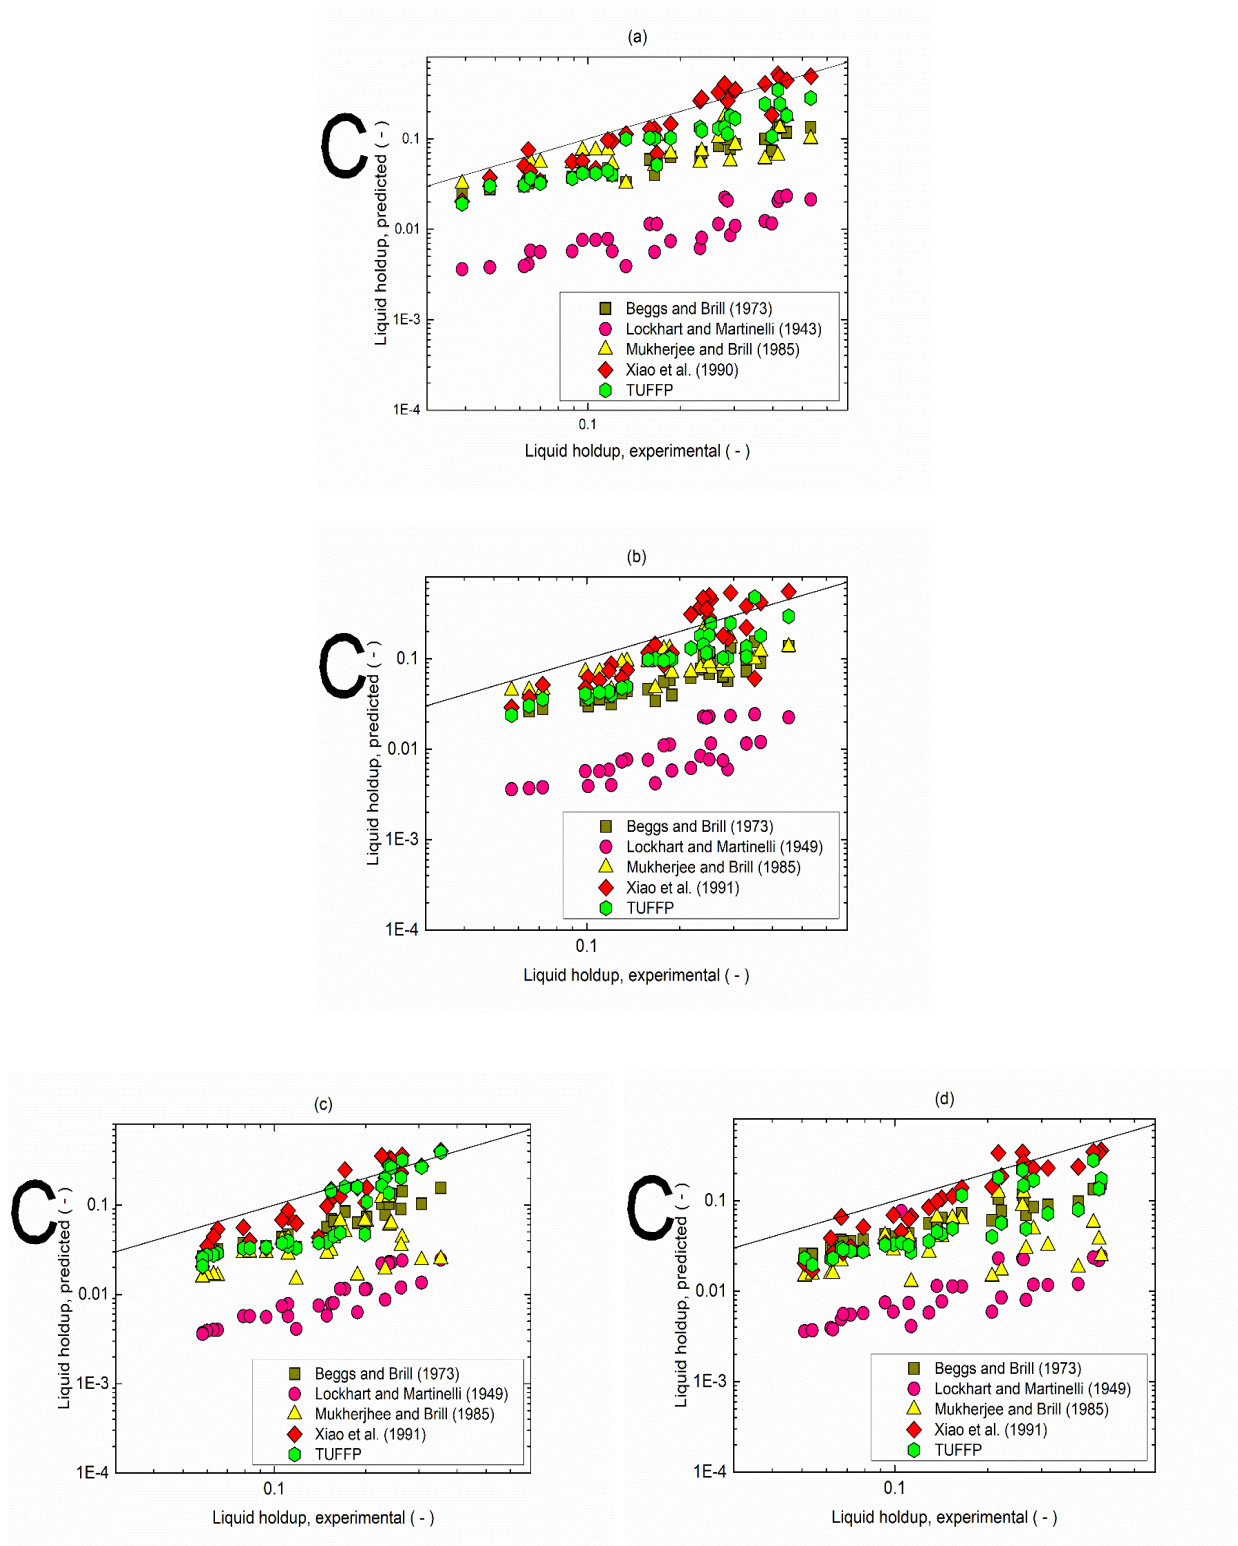 (a)
C
Liquid holdup, predicted ( - )
0.1
0.01
1E-3
1E-4
Beggs and Brill (1973)
Lockhart and Martinelli (1943)
Mukherjee and Brill (1985)
Xiao et al. (1990)
TUFFP
0.1
Liquid holdup, experimental ( - )
(b)
C
Liquid holdup, predicted ( - )
0.1
0.01
1E-3
1E-4
Beggs and Brill (1973)
Lockhart and Martinelli (1949)
Mukherjee and Brill (1985)
Xiao et al. (1991)
TUFFP
0.1
Liquid holdup, experimental ( - )
(c)
C
Liquid holdup, predicted ( - )
0.1
0.01
1E-3
1E-4
Beggs and Brill (1973)
Lockhart and Martinelli (1949)
Mukherjhee and Brill (1985)
Xiao et al. (1991)
TUFFP
0.1
Liquid holdup, experimental ( - )
(d)
C
Liquid holdup, predicted ( - )
0.1
0.01
1E-3
1E-4
Beggs and Brill (1973)
Lockhart and Martinelli (1949)
Mukherjee and Brill (1985)
Xiao et al. (1991)
TUFFP
0.1
Liquid holdup, experimental ( - )